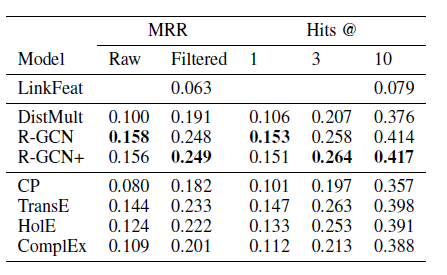 MRR Hits @
Model Raw Filtered 1 3 10
LinkFeat 0.063 0.079
DistMult 0.100 0.191 0.106 0.207 0.376
R-GCN 0.158 0.248 0.153 0.258 0.414
R-GCN+ 0.156 0.249 0.151 0.264 0.417
CP 0.080 0.182 0.101 0.197 0.357
TransE 0.144 0.233 0.147 0.263 0.398
HolE 0.124 0.222 0.133 0.253 0.391
ComplEx 0.109 0.201 0.112 0.213 0.388